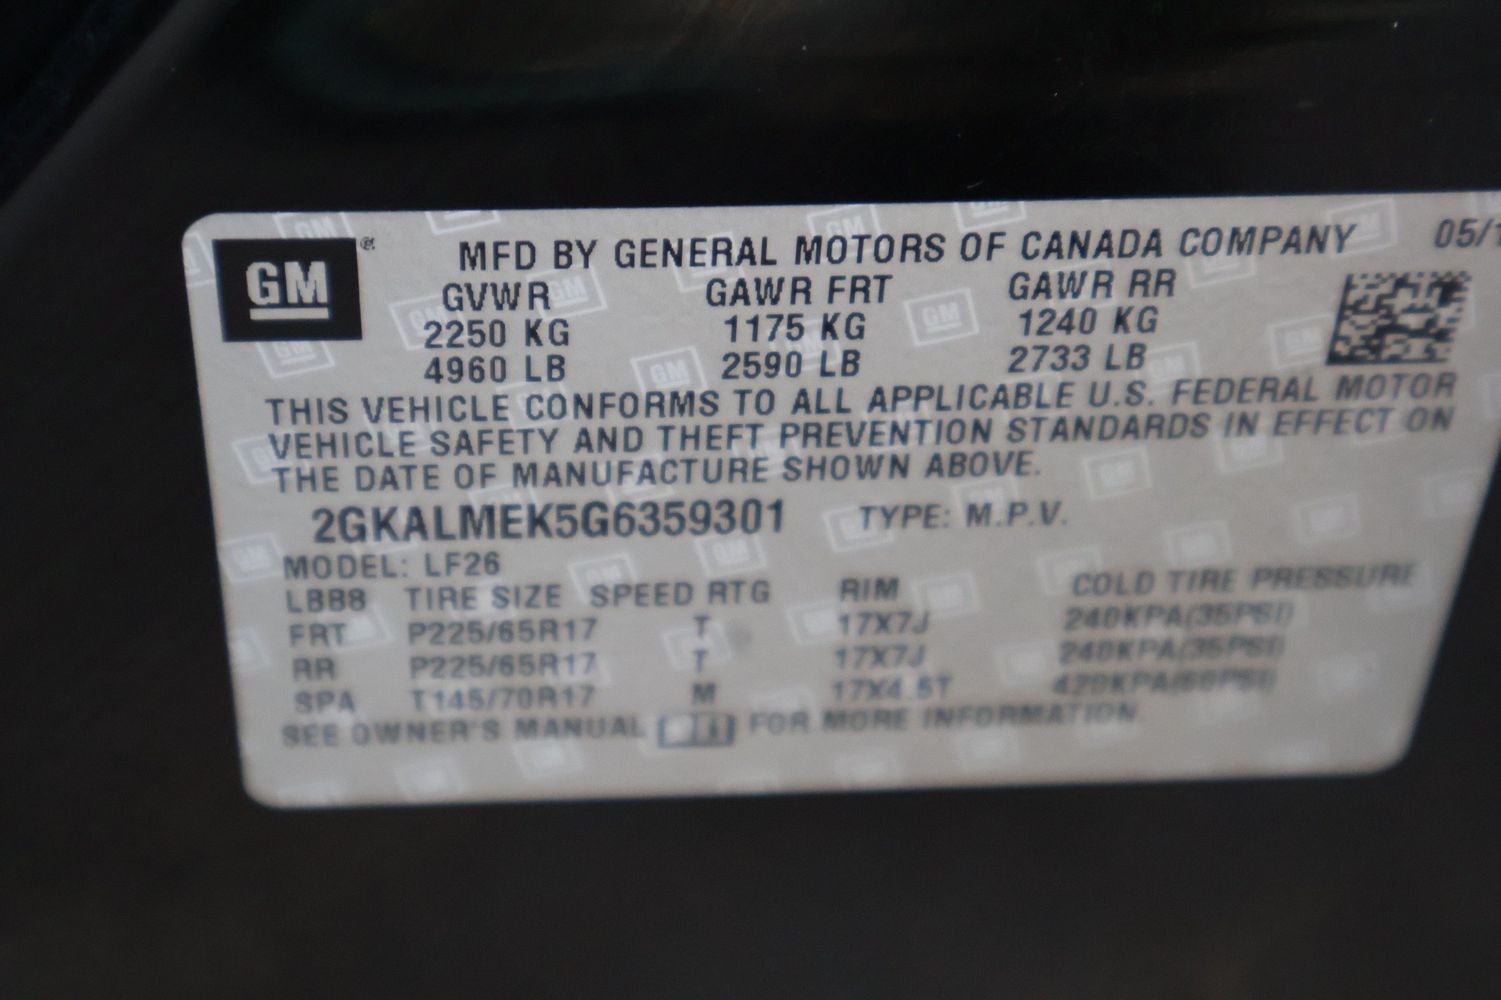 GM ®
MFD BY GENERAL MOTORS OF CANADA COMPANY 05/1
GVWR GAWR FRT GAWR RR
2250 KG 1175 KG 1240 KG
4960 LB 2590 LB 2733 LB
THIS VEHICLE CONFORMS TO ALL APPLICABLE U.S. FEDERAL MOTOR
VEHICLE SAFETY AND THEFT PREVENTION STANDARDS IN EFFECT ON
THE DATE OF MANUFACTURE SHOWN ABOVE.
2GKALMEK5G6359301 TYPE: M.P.V.
MODEL: LF26
L8B8 TIRE SIZE SPEED RTG RIM COLD TIRE PRESSURE
FRT P225/65R17 T 17X7J 240KPA(35PSI)
RR P225/65R17 T 17X7J 240KPA(35PSI)
SPA T145/70R17 M 17X4.5T 420KPA(60PSI)
SEE OWNER'S MANUAL FOR MORE INFORMATION